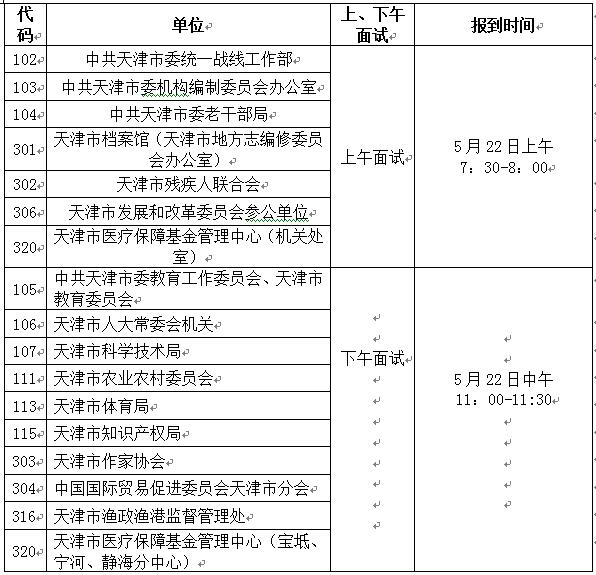 代码 单位 上、下午面试 报到时间
102 中共天津市委统一战线工作部
103 中共天津市委机构编制委员会办公室
104 中共天津市委老干部局
301 天津市档案馆（天津市地方志编修委员
会办公室）
302 天津市残疾人联合会
306 天津市发展和改革委员会参公单位
320 天津市医疗保障基金管理中心（机关处
室）
上午面试
5月22日上午
7：30-8：00
105 中共天津市委教育工作委员会、天津市
教育委员会
106 天津市人大常委会机关
107 天津市科学技术局
111 天津市农业农村委员会
113 天津市体育局
115 天津市知识产权局
303 天津市作家协会
304 中国国际贸易促进委员会天津市分会
316 天津市渔政渔港监督管理处
320 天津市医疗保障基金管理中心（宝坻、
宁河、静海分中心）
下午面试
5月22日中午
11：00-11:30